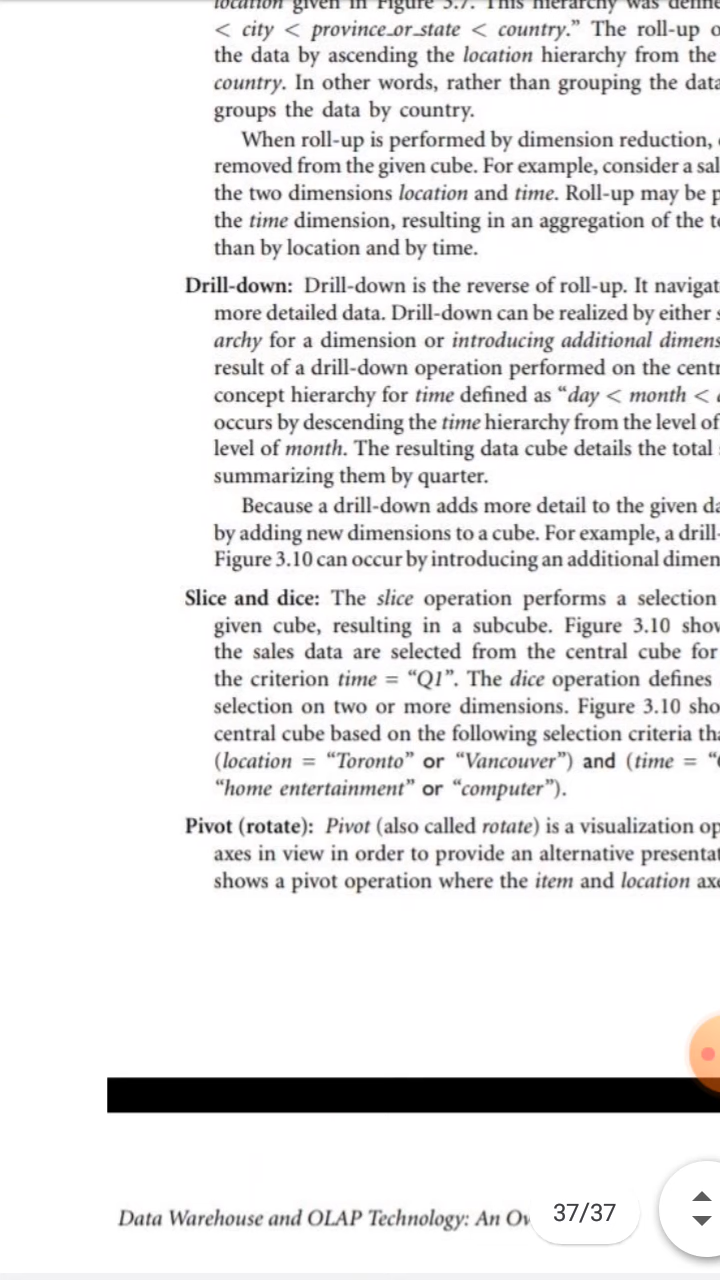 location given in Figure 3.7. This hierarchy was
< city < province_or_state < country.” The roll-up
the data by ascending the location hierarchy from the
country. In other words, rather than grouping the data
groups the data by country.
When roll-up is performed by dimension reduction,
removed from the given cube. For example, consider a sal
the two dimensions location and time. Roll-up may be p
the time dimension, resulting in an aggregation of the t
than by location and by time.
Drill-down: Drill-down is the reverse of roll-up. It navigat
more detailed data. Drill-down can be realized by either s
archy for a dimension or introducing additional dimens
result of a drill-down operation performed on the centr
concept hierarchy for time defined as “day < month <
occurs by descending the time hierarchy from the level of
level of month. The resulting data cube details the total
summarizing them by quarter.
Because a drill-down adds more detail to the given da
by adding new dimensions to a cube. For example, a drill-
Figure 3.10 can occur by introducing an additional dimen
Slice and dice: The slice operation performs a selection
given cube, resulting in a subcube. Figure 3.10 show
the sales data are selected from the central cube for
the criterion time = “Q1”. The dice operation defines
selection on two or more dimensions. Figure 3.10 sho
central cube based on the following selection criteria tha
(location = “Toronto” or “Vancouver”) and (time = “
“home entertainment” or “computer”).
Pivot (rotate): Pivot (also called rotate) is a visualization op
axes in view in order to provide an alternative presentat
shows a pivot operation where the item and location axe
Data Warehouse and OLAP Technology: An Ov
37/37